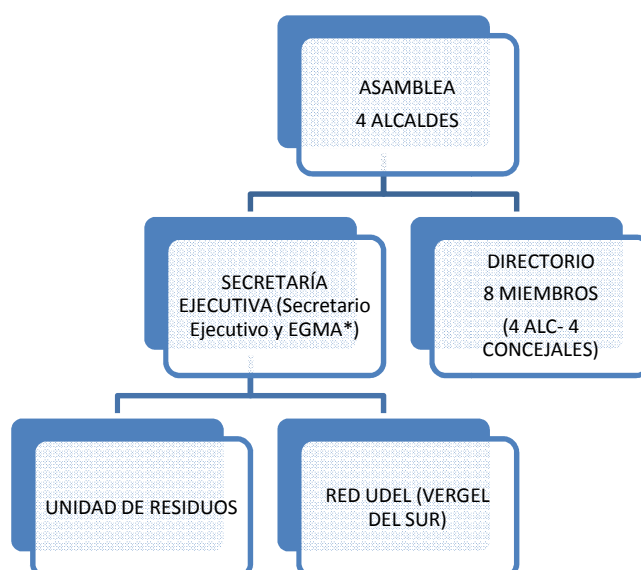 ASAMBLEA
4 ALCALDES
SECRETARÍA
EJECUTIVA (Secretario
Ejecutivo y EGMA*)
DIRECTORIO
8 MIEMBROS
(4 ALC- 4
CONCEJALES)
UNIDAD DE RESIDUOS
RED UDEL (VERGEL
DEL SUR)